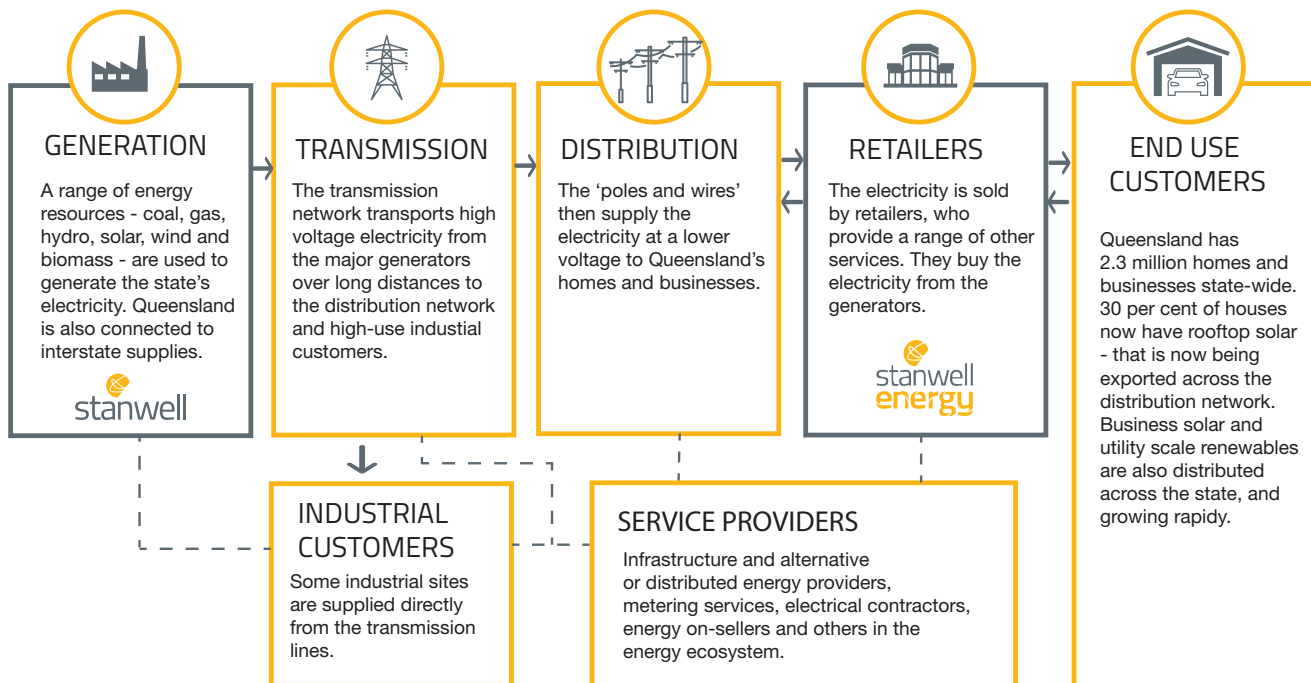 GENERATION
A range of energy
resources - coal, gas,
hydro, solar, wind and
biomass - are used to
generate the state's
electricity. Queensland
is also connected to
interstate supplies.
stanwell
TRANSMISSION
The transmission
network transports high
voltage electricity from
the major generators
over long distances to
the distribution network
and high-use industial
customers.
DISTRIBUTION
The ‘poles and wires’
then supply the
electricity at a lower
voltage to Queensland’s
homes and businesses.
RETAILERS
The electricity is sold
by retailers, who
provide a range of other
services. They buy the
electricity from the
generators.
stanwell
energy
END USE
CUSTOMERS
Queensland has
2.3 million homes and
businesses state-wide.
30 per cent of houses
now have rooftop solar
- that is now being
exported across the
distribution network.
Business solar and
utility scale renewables
are also distributed
across the state, and
growing rapidly.
INDUSTRIAL
CUSTOMERS
Some industrial sites
are supplied directly
from the transmission
lines.
SERVICE PROVIDERS
Infrastructure and alternative
or distributed energy providers,
metering services, electrical contractors,
energy on-sellers and others in the
energy ecosystem.